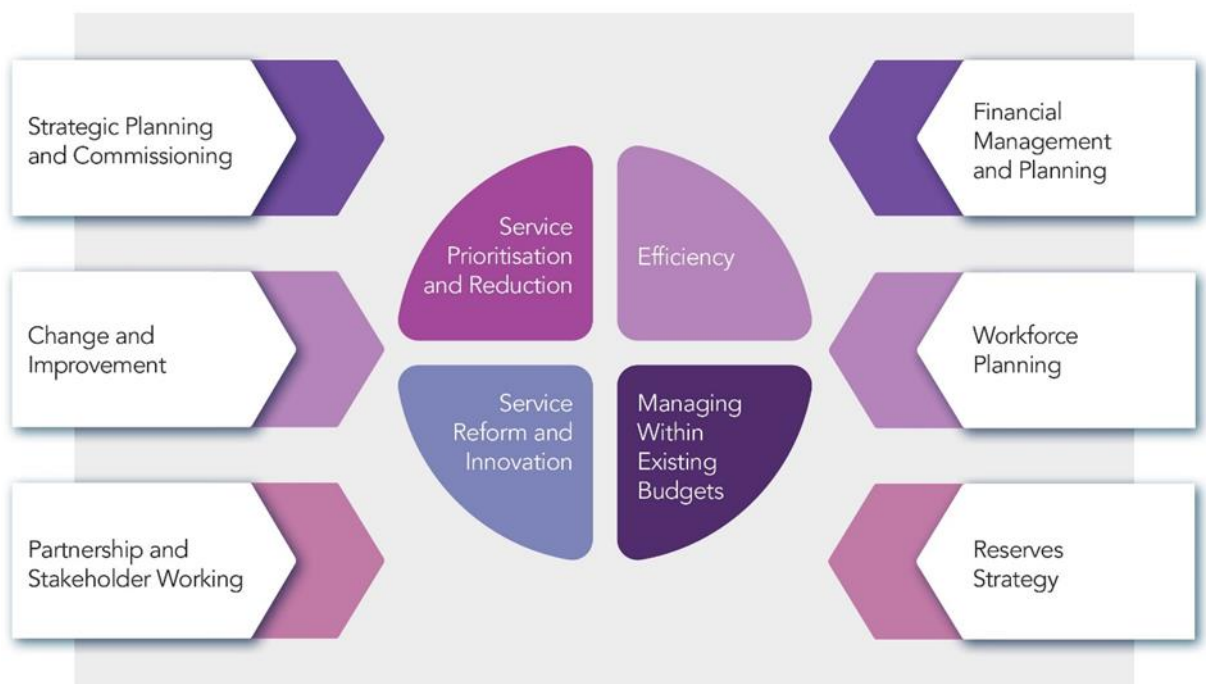 Strategic Planning
and Commissioning
Change and
Improvement
Partnership and
Stakeholder Working
Service
Prioritisation
and Reduction
Efficiency
Service
Reform and
Innovation
Managing
Within
Existing
Budgets
Financial
Management
and Planning
Workforce
Planning
Reserves
Strategy